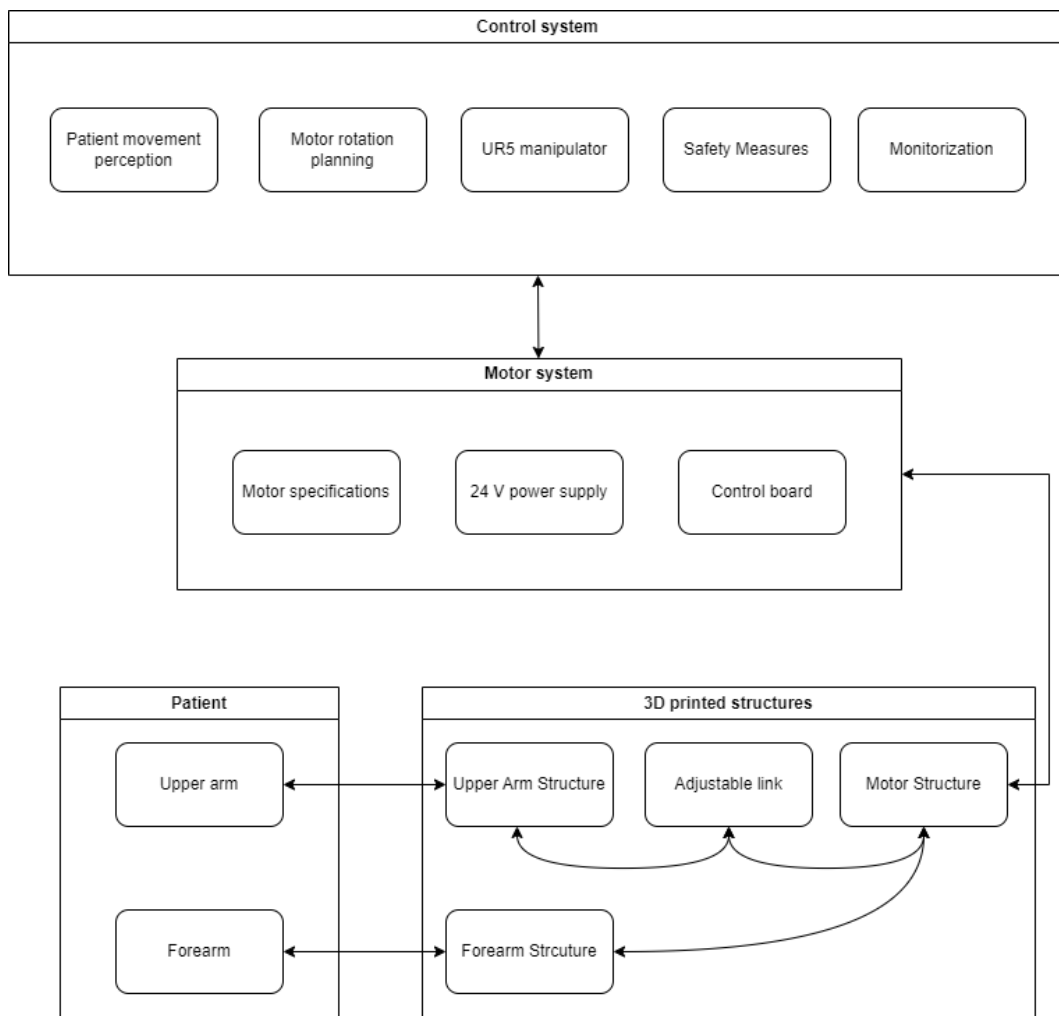 Control system
Patient movement
perception
Motor rotation
planning
UR5 manipulator
Safety Measures
Monitorization
Motor system
Motor specifications
24 V power supply
Control board
Patient
3D printed structures
Upper arm
Upper Arm Structure
Adjustable link
Motor Structure
Forearm
Forearm Strcuture